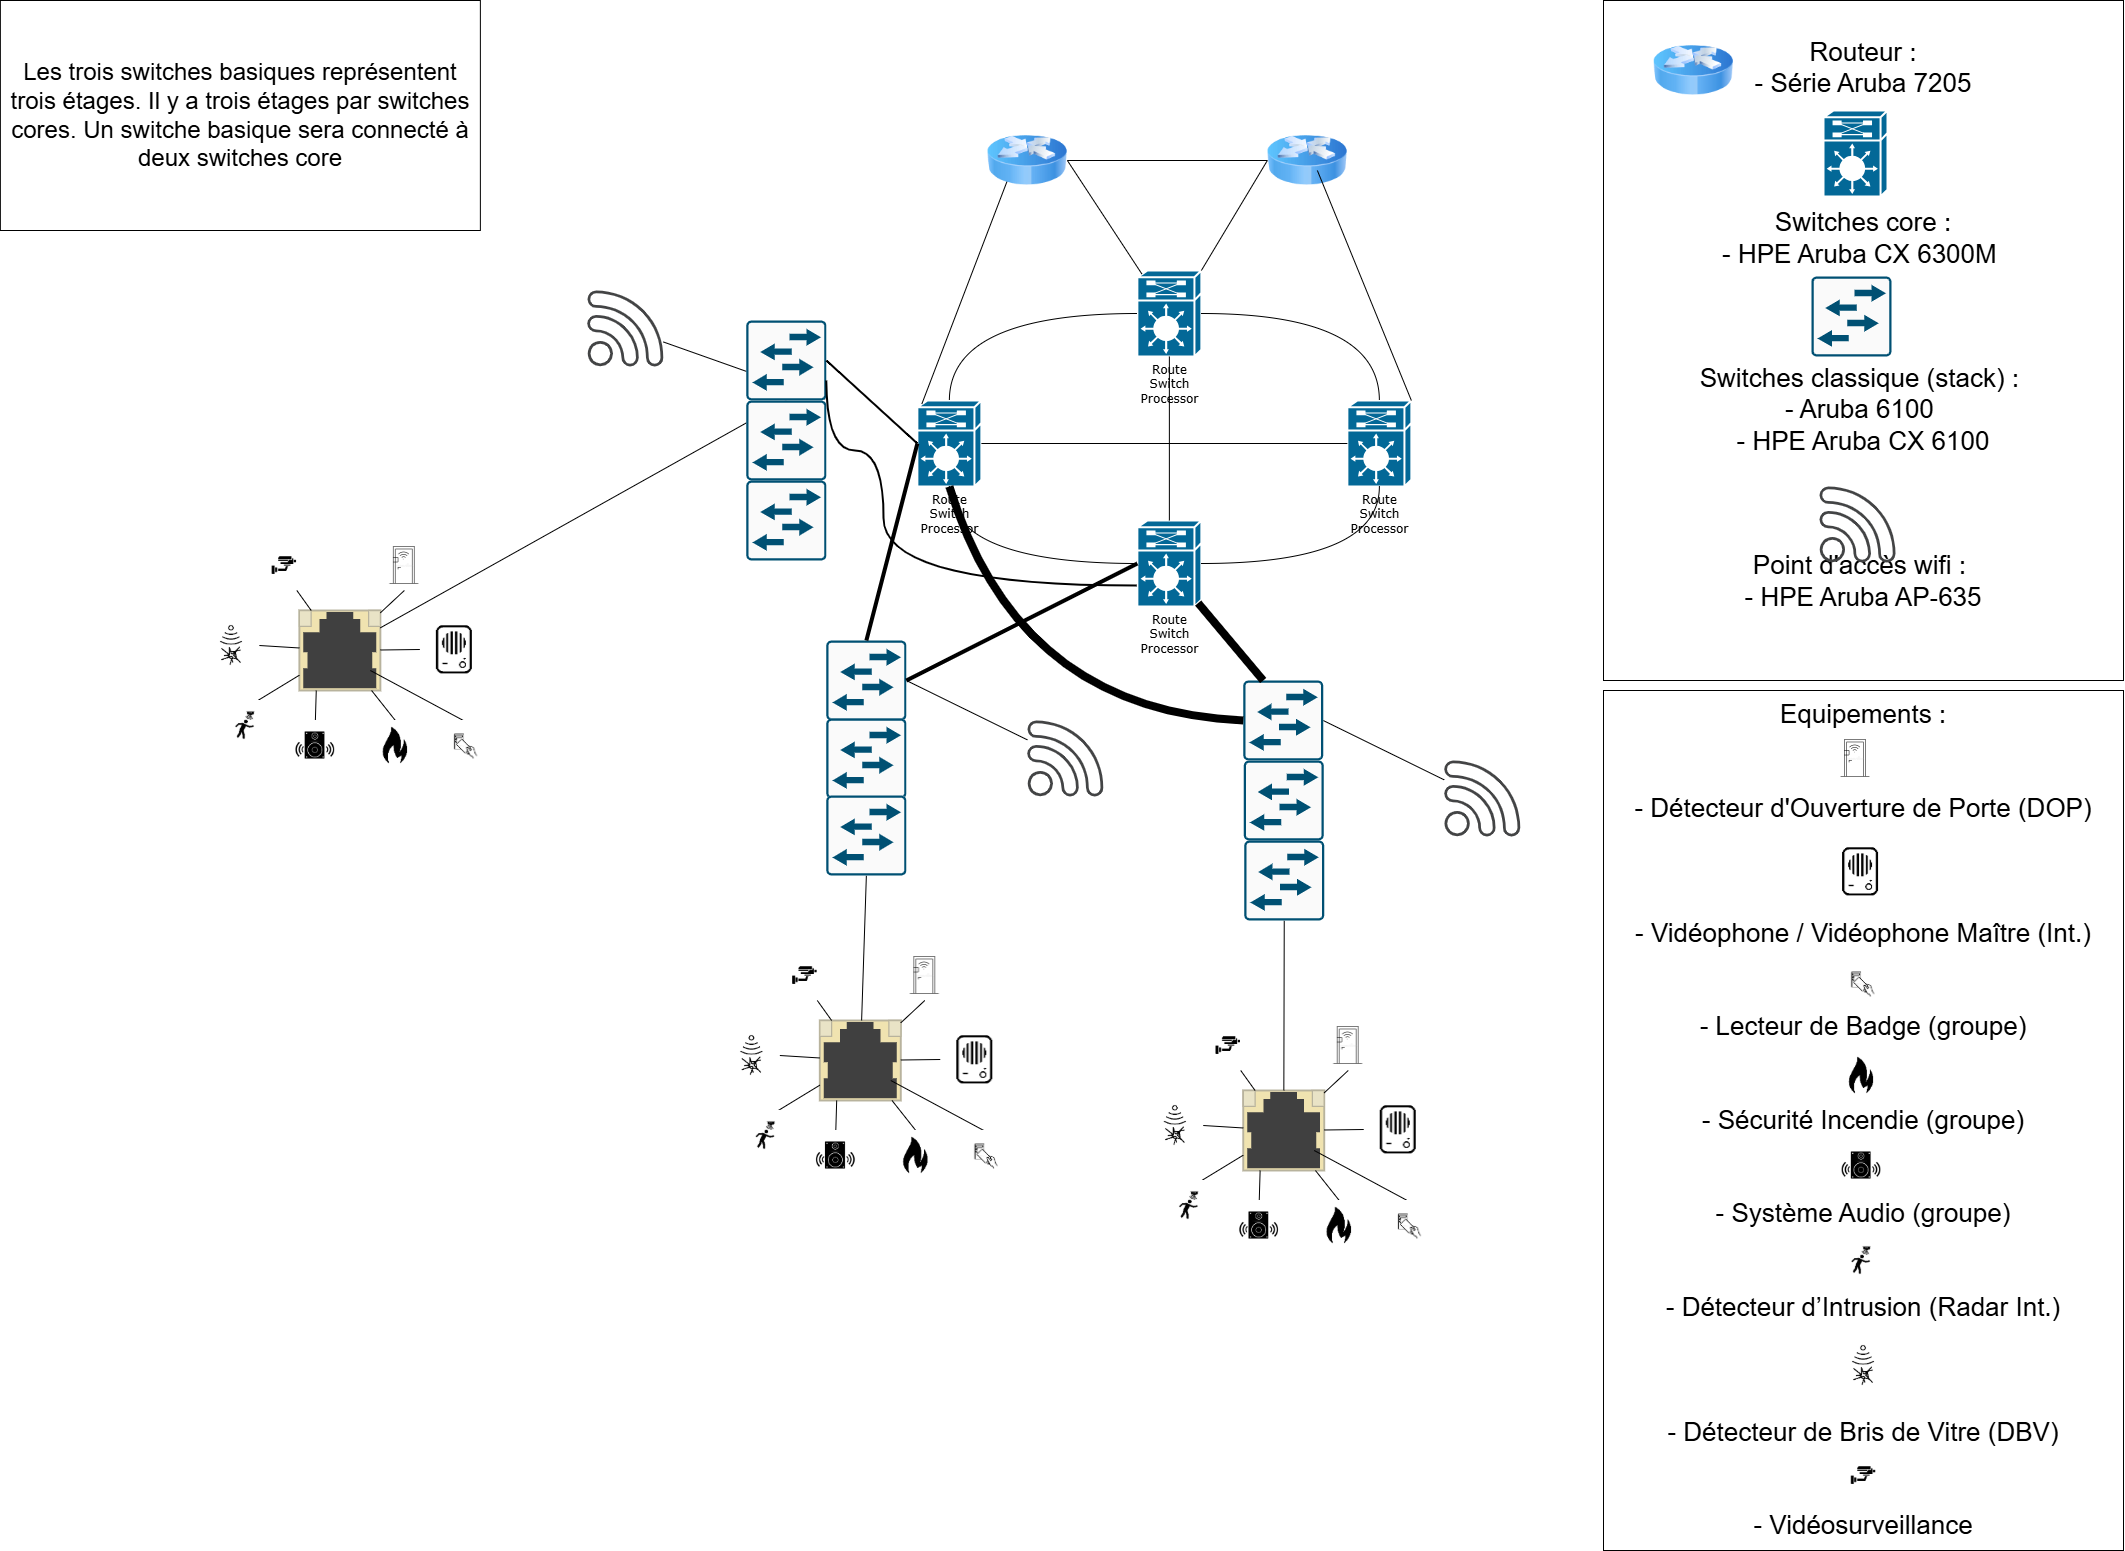 Les trois switches basiques représentent
trois étages. Il y a trois étages par switches
cores. Un switche basique sera connecté à
deux switches core
Route
Switch
Processor
Route
Switch
Processor
Route
Switch
Processor
Route
Switch
Processor
Routeur :
- Série Aruba 7205
Switches core :
- HPE Aruba CX 6300M
Switches classique (stack) :
- Aruba 6100
- HPE Aruba CX 6100
Point d'accès wifi :
- HPE Aruba AP-635
Equipements :
- Détecteur d'Ouverture de Porte (DOP)
- Vidéophone / Vidéophone Maître (Int.)
- Lecteur de Badge (groupe)
- Sécurité Incendie (groupe)
- Système Audio (groupe)
- Détecteur d’Intrusion (Radar Int.)
- Détecteur de Bris de Vitre (DBV)
- Vidéosurveillance